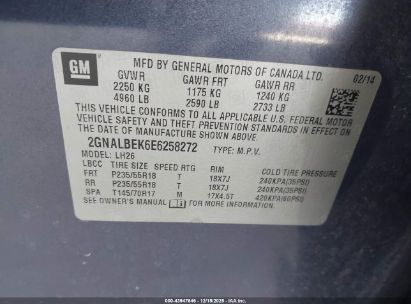 GM
MFD BY GENERAL MOTORS OF CANADA LTD.
02/14
GVWR GAWR FRT GAWR RR
2250 KG 1175 KG 1240 KG
4960 LB 2590 LB 2733 LB
THIS VEHICLE CONFORMS TO ALL APPLICABLE U.S. FEDERAL MOTOR
VEHICLE SAFETY AND THEFT PREVENTION
STANDARDS IN EFFECT ON THE DATE OF MANUFACTURE SHOWN ABOVE.
2GNALBEK6E6258272 TYPE: M.P.V.
MODEL: LH26
LBCC TIRE SIZE SPEED RTG RIM COLD TIRE PRESSURE
FRT P235/55R18 T 18X7J 240KPA(35PSI)
RR P235/55R18 T 18X7J 240KPA(35PSI)
SPA T145/70R17 M 17X4.5T 420KPA(60PSI)
SEE OWNER'S MANUAL FOR MORE INFORMATION.